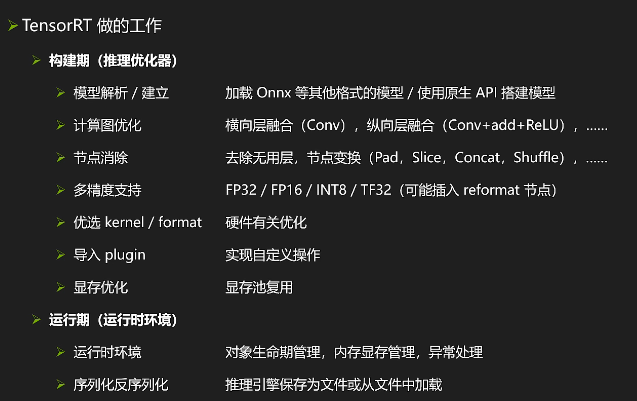 TensorRT 做的工作
构建期（推理优化器）
模型解析 / 建立 加载 Onnx 等其他格式的模型 / 使用原生 API 搭建模型
计算图优化 横向层融合（Conv），纵向层融合（Conv+add+ReLU），……
节点消除 去除无用层，节点变换（Pad，Slice，Concat，Shuffle），……
多精度支持 FP32 / FP16 / INT8 / TF32（可能插入 reformat 节点）
优选 kernel / format 硬件有关优化
导入 plugin 实现自定义操作
显存优化 显存池复用
运行期（运行时环境）
运行时环境 对象生命期管理，内存显存管理，异常处理
序列化反序列化 推理引擎保存为文件或从文件中加载